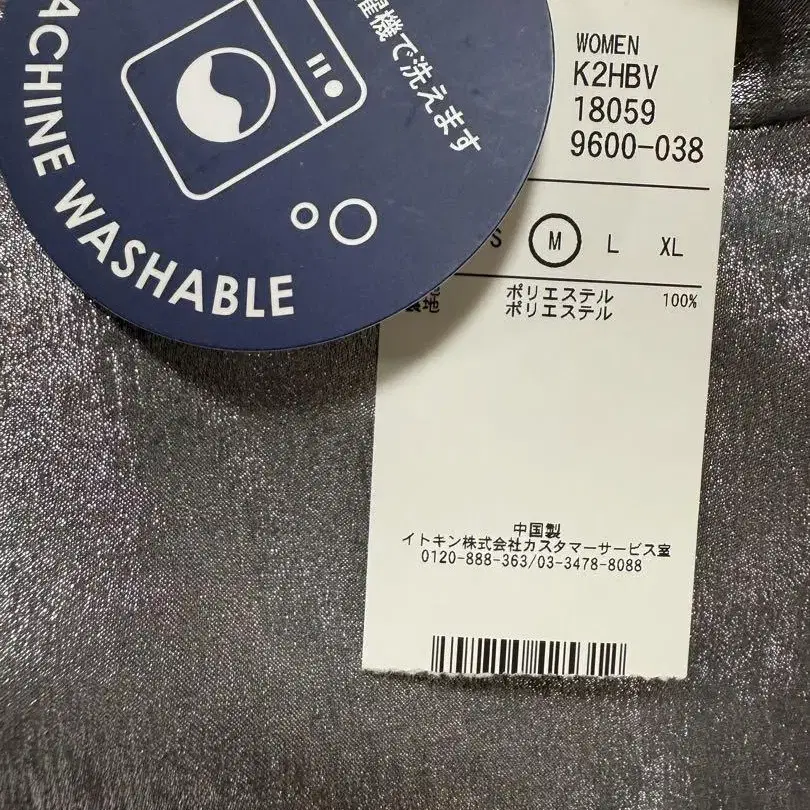 機で洗えます
ACHINE WASHABLE
WOMEN
K2HBV
18059
9600-038
S M L XL
ポリエステル 100%
地 ポリエステル
中国製
イトキン株式会社カスタマーサービス室
0120-888-363/03-3478-8088